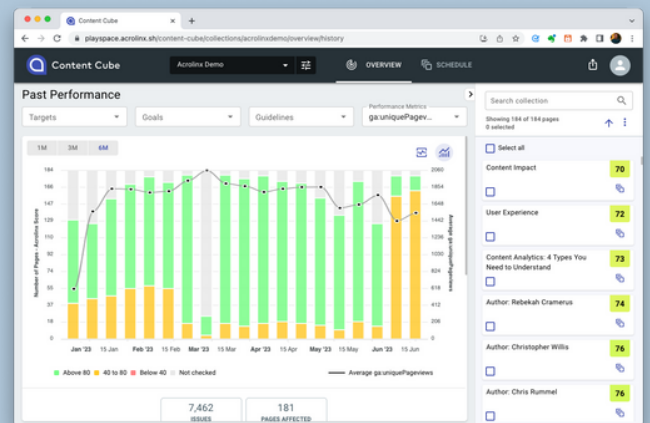 Content Cube
playspace.acrolinx.sh/content-cube/collections/acrolinxdemo/overview/history
Content Cube
Acrolinx Demo
OVERVIEW
SCHEDULE
Past Performance
Targets
Goals
Guidelines
Performance Metrics
ga:uniquePagev...
1M 3M 6M
Number of Pages - Acrolinx Score
184
166
147
129
110
92
74
55
37
18
0
2060
1854
1648
1442
1236
1030
824
618
412
206
0
Average ga:uniquePageviews
Jan '23 15 Jan Feb '23 15 Feb Mar '23 15 Mar Apr '23 15 Apr May '23 15 May Jun '23 15 Jun
Above 80 40 to 80 Below 40 Not checked Average ga:uniquePageviews
7,462
ISSUES
181
PAGES AFFECTED
Search collection
Showing 184 of 184 pages
0 selected
Select all
Content Impact 70
User Experience 72
Content Analytics: 4 Types You 73
Need to Understand
Author: Rebekah Cramerus 74
Author: Christopher Willis 76
Author: Chris Rummel 76